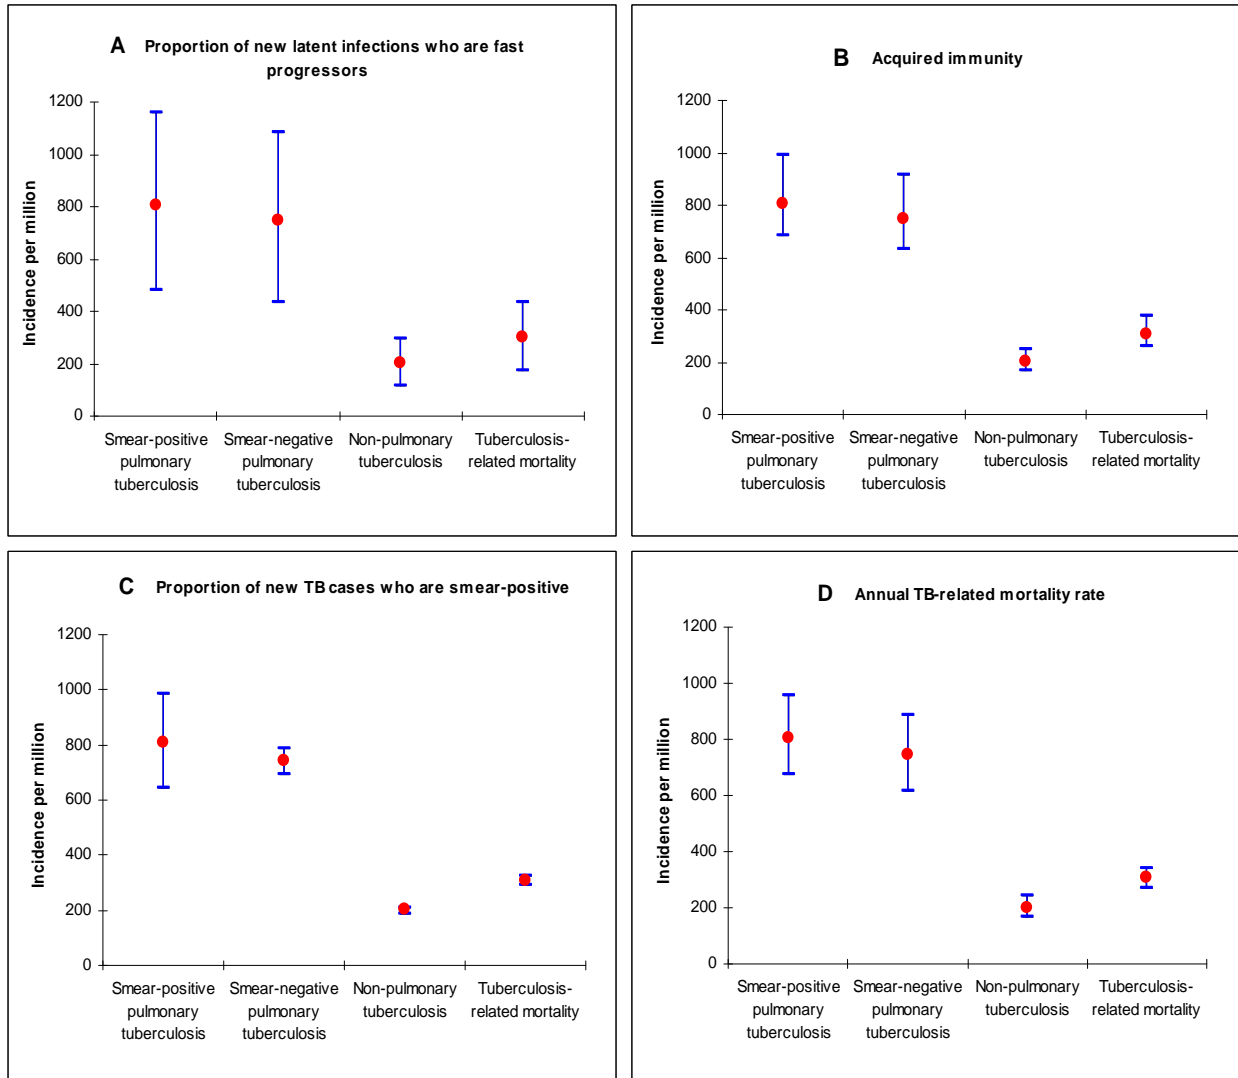 A Proportion of new latent infections who are fast
progressors
Incidence per million
1200
1000
800
600
400
200
0
Smear-positive Smear-negative Non-pulmonary Tuberculosis-
pulmonary pulmonary tuberculosis related mortality
tuberculosis tuberculosis
B Acquired immunity
Incidence per million
1200
1000
800
600
400
200
0
Smear-positive Smear-negative Non-pulmonary Tuberculosis-
pulmonary pulmonary tuberculosis related mortality
tuberculosis tuberculosis
C Proportion of new TB cases who are smear-positive
Incidence per million
1200
1000
800
600
400
200
0
Smear-positive Smear-negative Non-pulmonary Tuberculosis-
pulmonary pulmonary tuberculosis related mortality
tuberculosis tuberculosis
D Annual TB-related mortality rate
Incidence per million
1200
1000
800
600
400
200
0
Smear-positive Smear-negative Non-pulmonary Tuberculosis-
pulmonary pulmonary tuberculosis related mortality
tuberculosis tuberculosis